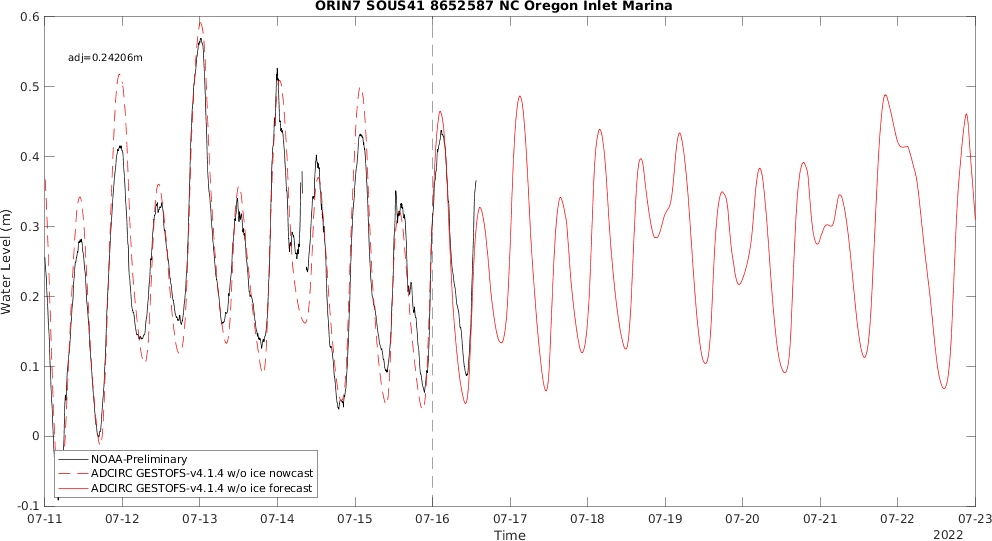 ORIN7 SOUS41 8652587 NC Oregon Inlet Marina
adj=0.24206m
Water Level (m)
0.6
0.5
0.4
0.3
0.2
0.1
0
-0.1
NOAA-Preliminary
ADCIRC GESTOFS-v4.1.4 w/o ice nowcast
ADCIRC GESTOFS-v4.1.4 w/o ice forecast
07-11 07-12 07-13 07-14 07-15 07-16 07-17 07-18 07-19 07-20 07-21 07-22 07-23
Time
2022